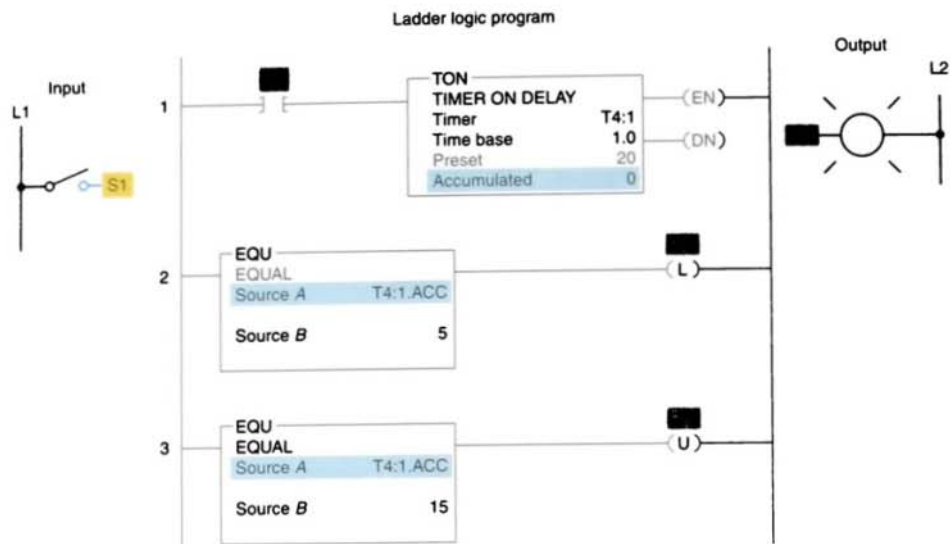 Ladder logic program
Input
L1
S1
1
TON
TIMER ON DELAY
Timer T4:1
Time base 1.0
Preset 20
Accumulated 0
EN
DN
Output
L2
2
EQU
EQUAL
Source A T4:1.ACC
Source B 5
L
3
EQU
EQUAL
Source A T4:1.ACC
Source B 15
U